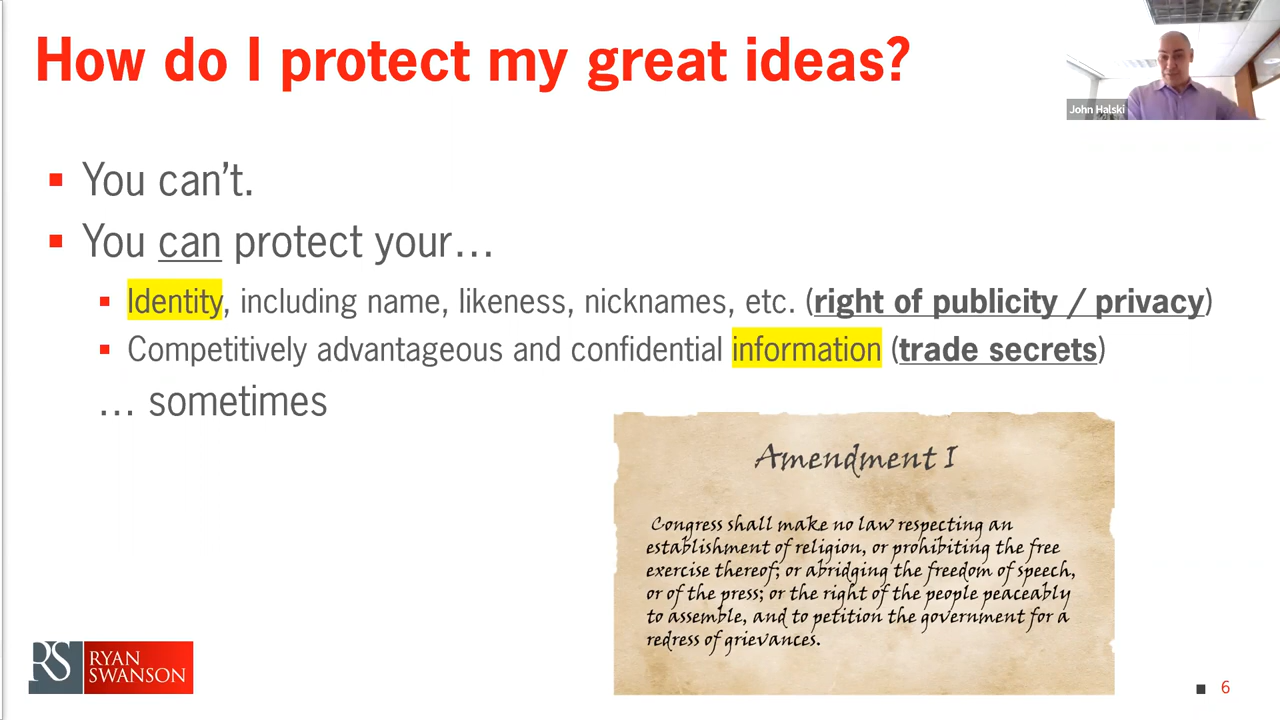 How do I protect my great ideas?
John Halski
You can't.
You can protect your...
Identity, including name, likeness, nicknames, etc. (right of publicity / privacy)
Competitively advantageous and confidential information (trade secrets)
... sometimes
Amendment I
Congress shall make no law respecting an
establishment of religion, or prohibiting the free
exercise thereof; or abridging the freedom of speech,
or of the press; or the right of the people peaceably
to assemble, and to petition the government for a
redress of grievances.
RS
RYAN
SWANSON
6